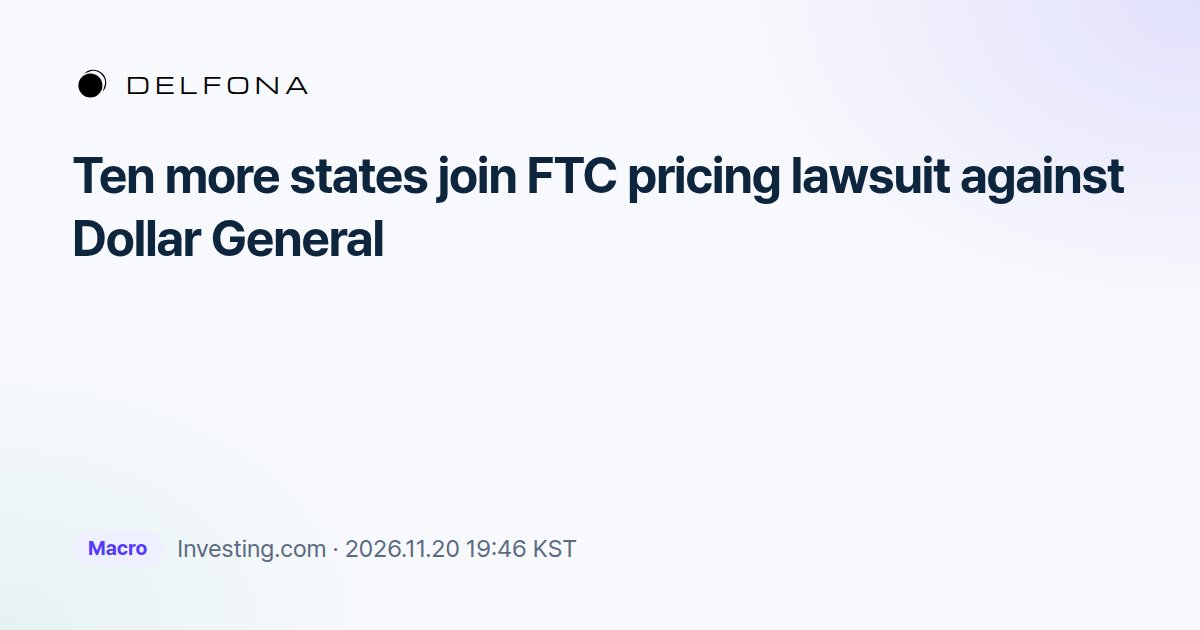 DELFONA
Ten more states join FTC pricing lawsuit against
Dollar General
Macro Investing.com · 2026.11.20 19:46 KST